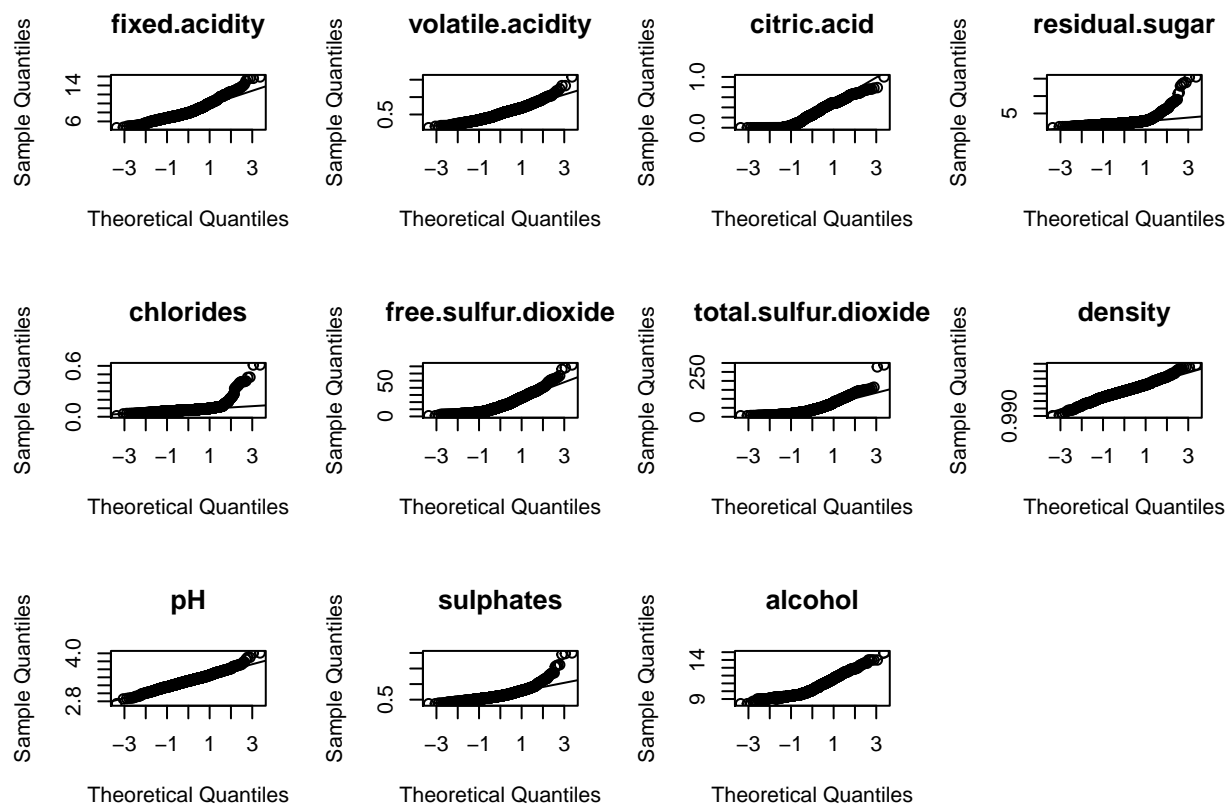 fixed.acidity
Sample Quantiles
6 14
−3 −1 1 3
Theoretical Quantiles
volatile.acidity
Sample Quantiles
0.5
−3 −1 1 3
Theoretical Quantiles
citric.acid
Sample Quantiles
0.0 1.0
−3 −1 1 3
Theoretical Quantiles
residual.sugar
Sample Quantiles
5
−3 −1 1 3
Theoretical Quantiles
chlorides
Sample Quantiles
0.0 0.6
−3 −1 1 3
Theoretical Quantiles
free.sulfur.dioxide
Sample Quantiles
0 50
−3 −1 1 3
Theoretical Quantiles
total.sulfur.dioxide
Sample Quantiles
0 250
−3 −1 1 3
Theoretical Quantiles
density
Sample Quantiles
0.990
−3 −1 1 3
Theoretical Quantiles
pH
Sample Quantiles
2.8 4.0
−3 −1 1 3
Theoretical Quantiles
sulphates
Sample Quantiles
0.5
−3 −1 1 3
Theoretical Quantiles
alcohol
Sample Quantiles
9 14
−3 −1 1 3
Theoretical Quantiles